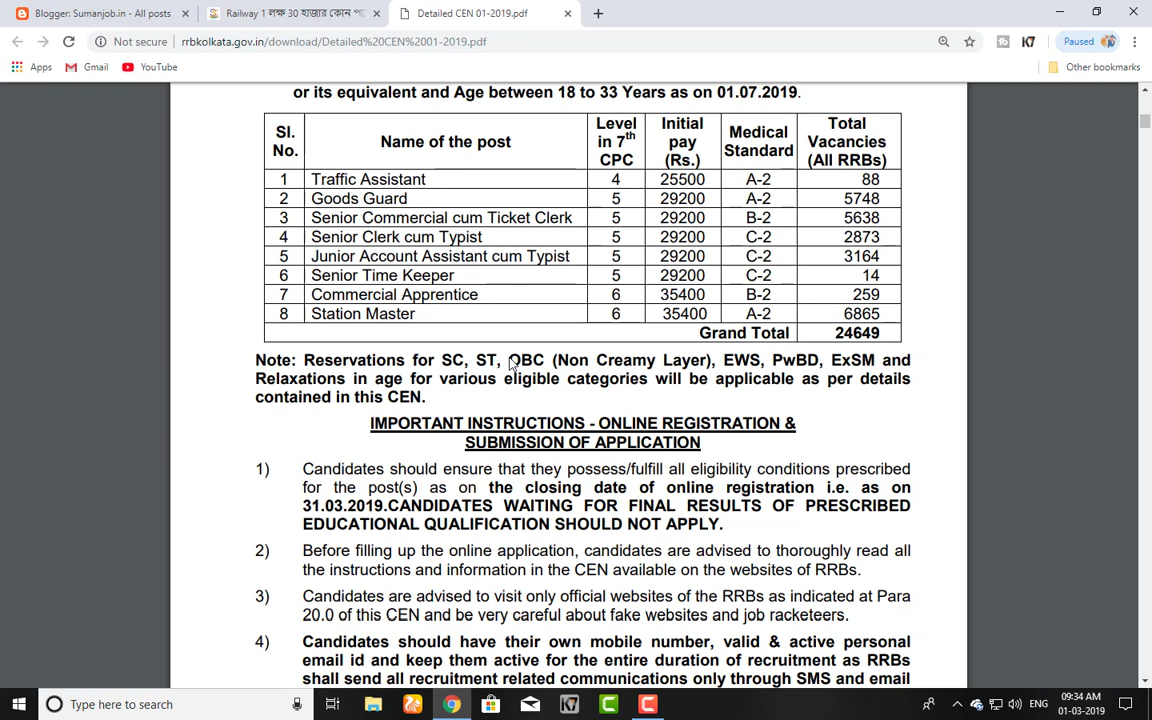 Blogger: Sumanjob.in - All posts
Railway 1 লক্ষ 30 হাজার কোন প
Detailed CEN 01-2019.pdf
Not secure | rrbkolkata.gov.in/download/Detailed%20CEN%2001-2019.pdf
Paused
Apps Gmail YouTube Other bookmarks
or its equivalent and Age between 18 to 33 Years as on 01.07.2019.
Sl. No. Name of the post Level in 7th CPC Initial pay (Rs.) Medical Standard Total Vacancies (All RRBs)
1 Traffic Assistant 4 25500 A-2 88
2 Goods Guard 5 29200 A-2 5748
3 Senior Commercial cum Ticket Clerk 5 29200 B-2 5638
4 Senior Clerk cum Typist 5 29200 C-2 2873
5 Junior Account Assistant cum Typist 5 29200 C-2 3164
6 Senior Time Keeper 5 29200 C-2 14
7 Commercial Apprentice 6 35400 B-2 259
8 Station Master 6 35400 A-2 6865
Grand Total 24649
Note: Reservations for SC, ST, OBC (Non Creamy Layer), EWS, PwBD, ExSM and
Relaxations in age for various eligible categories will be applicable as per details
contained in this CEN.
IMPORTANT INSTRUCTIONS - ONLINE REGISTRATION &
SUBMISSION OF APPLICATION
1) Candidates should ensure that they possess/fulfill all eligibility conditions prescribed
for the post(s) as on the closing date of online registration i.e. as on
31.03.2019.CANDIDATES WAITING FOR FINAL RESULTS OF PRESCRIBED
EDUCATIONAL QUALIFICATION SHOULD NOT APPLY.
2) Before filling up the online application, candidates are advised to thoroughly read all
the instructions and information in the CEN available on the websites of RRBs.
3) Candidates are advised to visit only official websites of the RRBs as indicated at Para
20.0 of this CEN and be very careful about fake websites and job racketeers.
4) Candidates should have their own mobile number, valid & active personal
email id and keep them active for the entire duration of recruitment as RRBs
shall send all recruitment related communications only through SMS and email
Type here to search
ENG
09:34 AM
01-03-2019